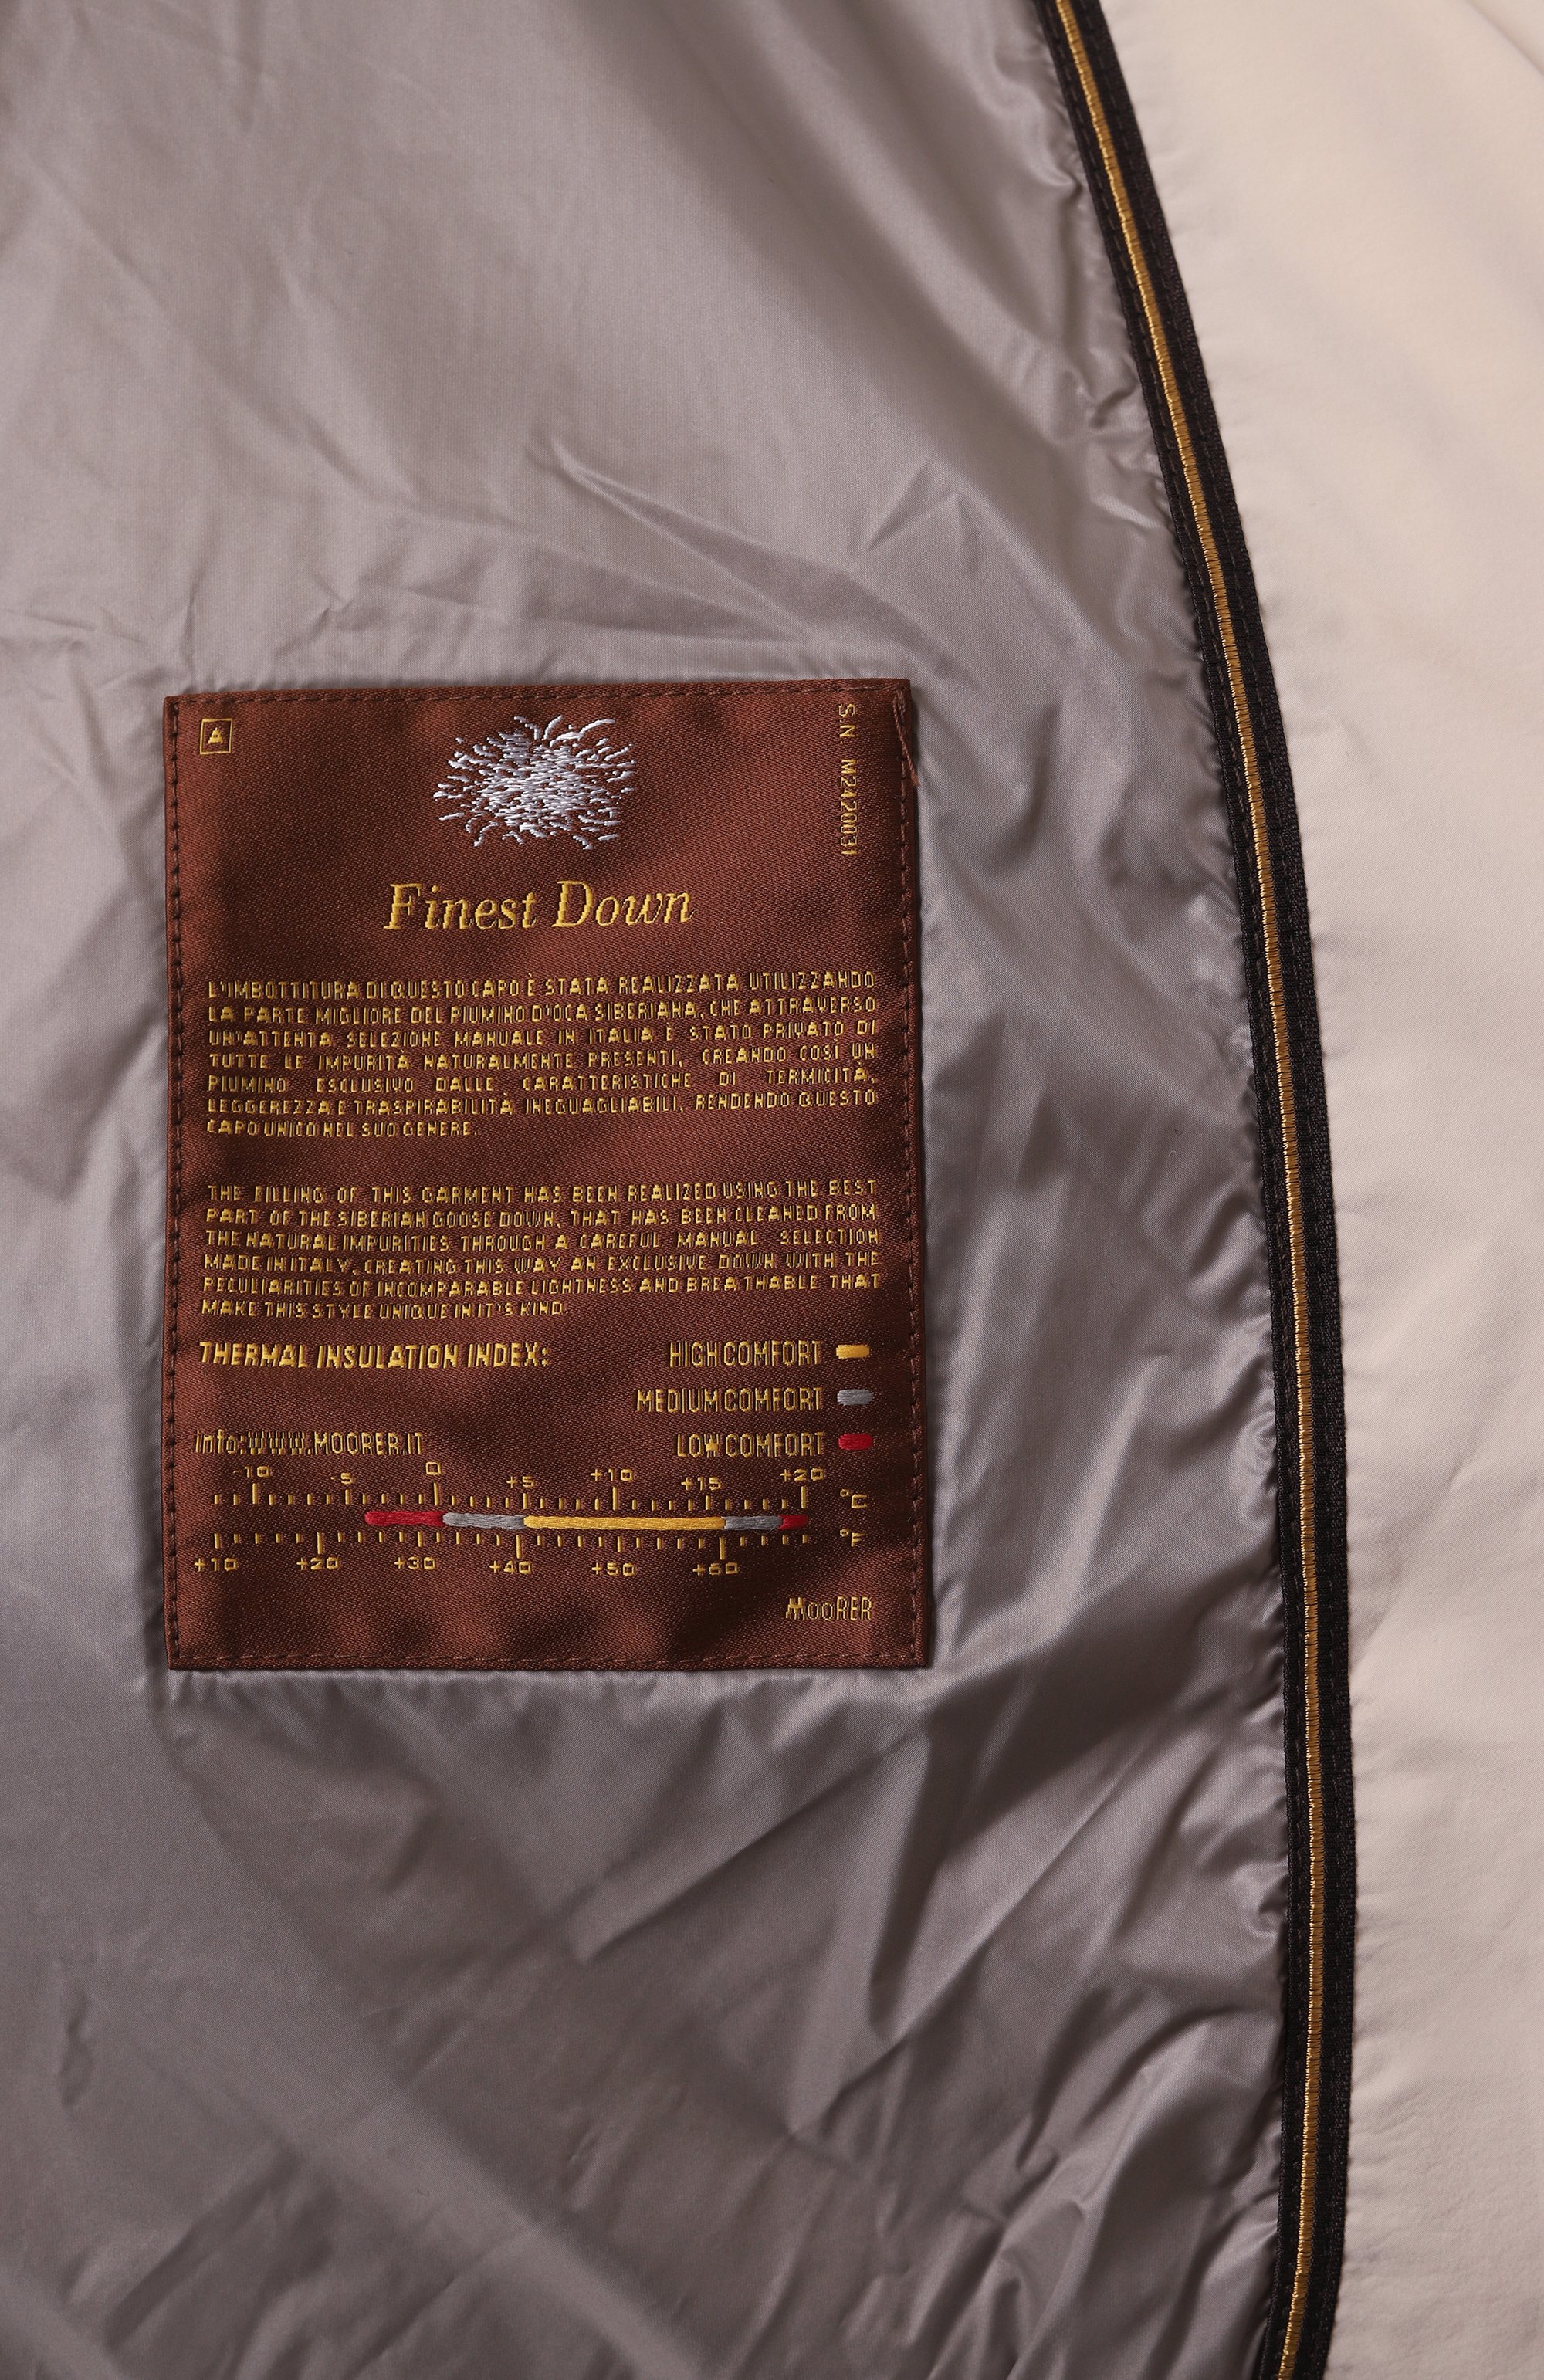 A
S.N. M2420031
Finest Down
L'IMBOTTITURA DI QUESTO CAPO È STATA REALIZZATA UTILIZZANDO
LA PARTE MIGLIORE DEL PIUMINO D'OCA SIBERIANA, CHE ATTRAVERSO
UN'ATTENTA SELEZIONE MANUALE IN ITALIA È STATO PRIVATO DI
TUTTE LE IMPURITÀ NATURALMENTE PRESENTI, CREANDO COSÌ UN
PIUMINO ESCLUSIVO DALLE CARATTERISTICHE DI TERMICITÀ,
LEGGEREZZA E TRASPIRABILITÀ INEGUAGLIABILI, RENDENDO QUESTO
CAPO UNICO NEL SUO GENERE.
THE FILLING OF THIS GARMENT HAS BEEN REALIZED USING THE BEST
PART OF THE SIBERIAN GOOSE DOWN, THAT HAS BEEN CLEANED FROM
THE NATURAL IMPURITIES THROUGH A CAREFUL MANUAL SELECTION
MADE IN ITALY, CREATING THIS WAY AN EXCLUSIVE DOWN WITH THE
PECULIARITIES OF INCOMPARABLE LIGHTNESS AND BREATHABLE THAT
MAKE THIS STYLE UNIQUE IN IT'S KIND.
THERMAL INSULATION INDEX: HIGH COMFORT
MEDIUM COMFORT
info:WWW.MOORER.IT LOW COMFORT
-10 -5 0 +5 +10 +15 +20
°C
°F
+10 +20 +30 +40 +50 +60
MooRER